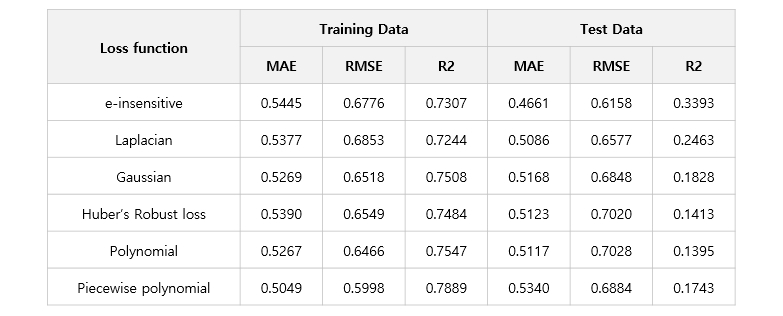 Loss function Training Data Test Data
MAE RMSE R2 MAE RMSE R2
e-insensitive 0.5445 0.6776 0.7307 0.4661 0.6158 0.3393
Laplacian 0.5377 0.6853 0.7244 0.5086 0.6577 0.2463
Gaussian 0.5269 0.6518 0.7508 0.5168 0.6848 0.1828
Huber's Robust loss 0.5390 0.6549 0.7484 0.5123 0.7020 0.1413
Polynomial 0.5267 0.6466 0.7547 0.5117 0.7028 0.1395
Piecewise polynomial 0.5049 0.5998 0.7889 0.5340 0.6884 0.1743